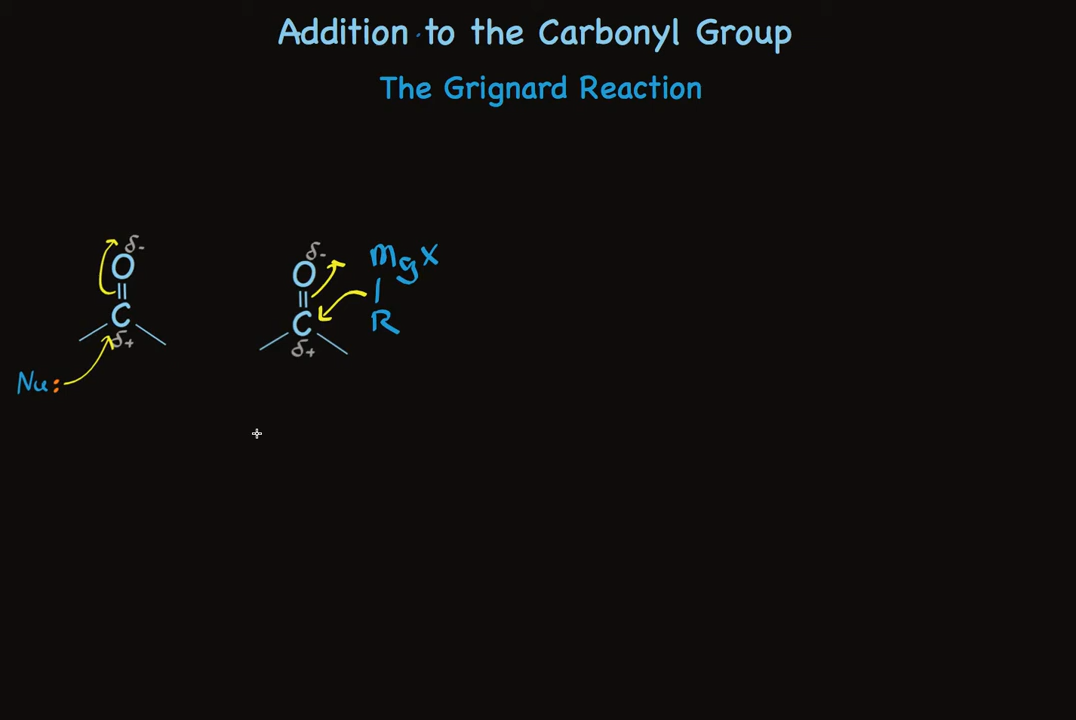 Addition to the Carbonyl Group
The Grignard Reaction
δ-
O
C
δ+
Nu:
δ-
O
C
δ+
MgX
R